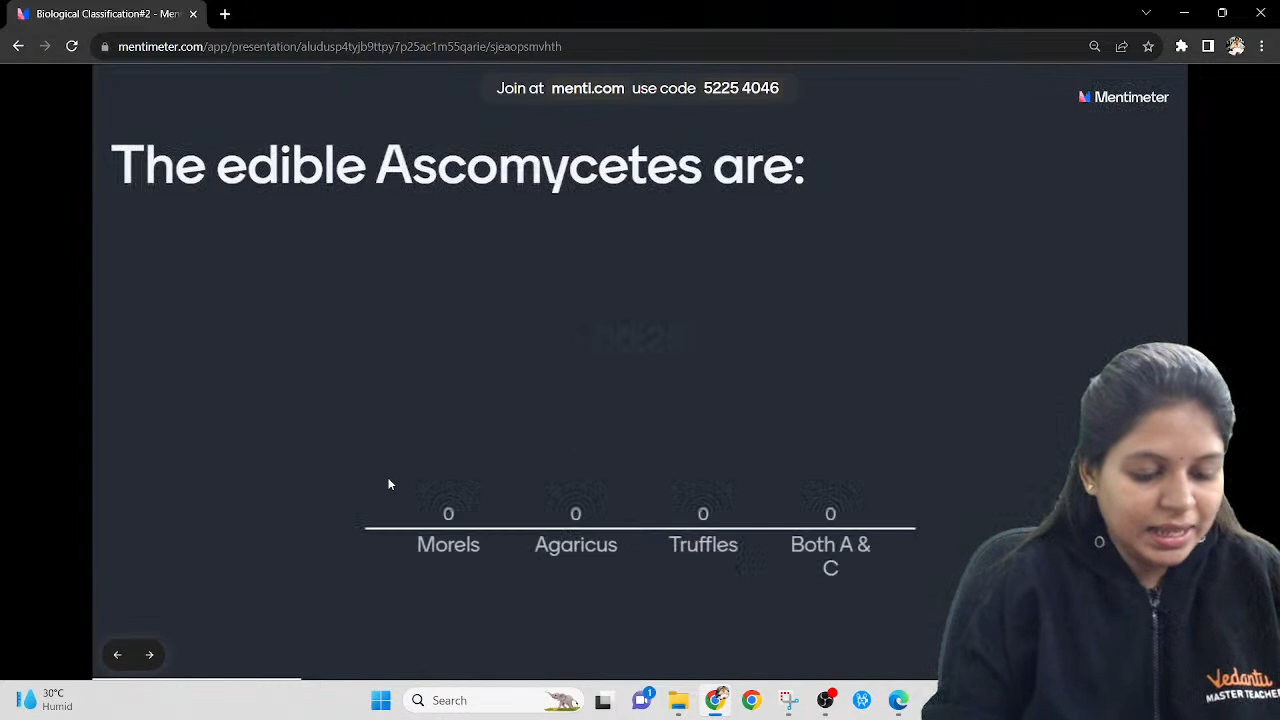 Biological Classification#2 - Men
mentimeter.com/app/presentation/aludusp4tyjb9ttpy7p25ac1m55qarie/sjeaopsmvhth
Join at menti.com use code 5225 4046
Mentimeter
The edible Ascomycetes are:
0 0 0 0
Morels Agaricus Truffles Both A &
C
vedantu
MASTER TEACHER
30°C
Humid
Search
1